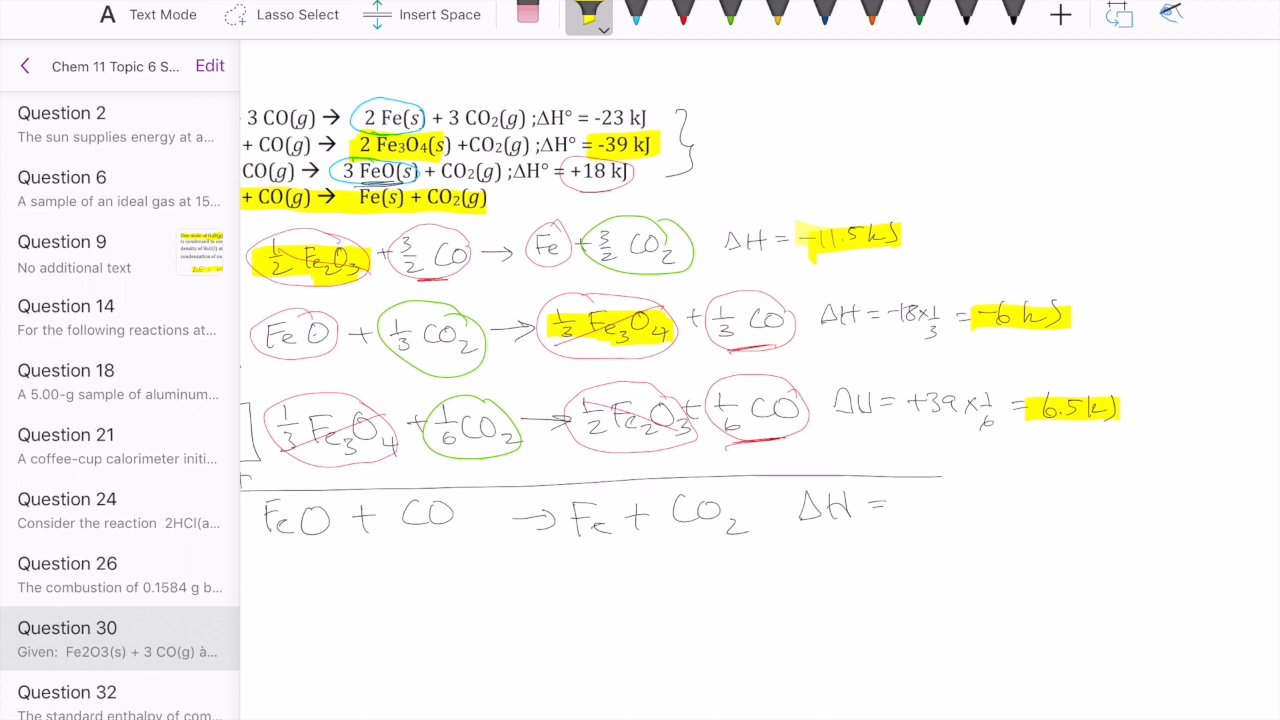 Text Mode
Lasso Select
Insert Space
Chem 11 Topic 6 S...
Edit
Question 2
The sun supplies energy at a...
Question 6
A sample of an ideal gas at 15...
Question 9
No additional text
Question 14
For the following reactions at...
Question 18
A 5.00-g sample of aluminum...
Question 21
A coffee-cup calorimeter initi...
Question 24
Consider the reaction 2HCl(a...
Question 26
The combustion of 0.1584 g b...
Question 30
Given: Fe2O3(s) + 3 CO(g) à...
Question 32
The standard enthalpy of com...
3 CO(g) → 2 Fe(s) + 3 CO₂(g) ;ΔH° = -23 kJ
+ CO(g) → 2 Fe₃O₄(s) +CO₂(g) ;ΔH° = -39 kJ
CO(g) → 3 FeO(s) + CO₂(g) ;ΔH° = +18 kJ
+ CO(g) → Fe(s) + CO₂(g)
1/2 Fe₂O₃ + 3/2 CO → Fe + 3/2 CO₂ ΔH = -11.5 kJ
FeO + 1/3 CO₂ → 1/3 Fe₃O₄ + 1/3 CO ΔH = -18 x 1/3 = -6 kJ
1/3 Fe₃O₄ + 1/6 CO₂ → 1/2 Fe₂O₃ + 1/6 CO ΔH = +39 x 1/6 = 6.5 kJ
FeO + CO → Fe + CO₂ ΔH =